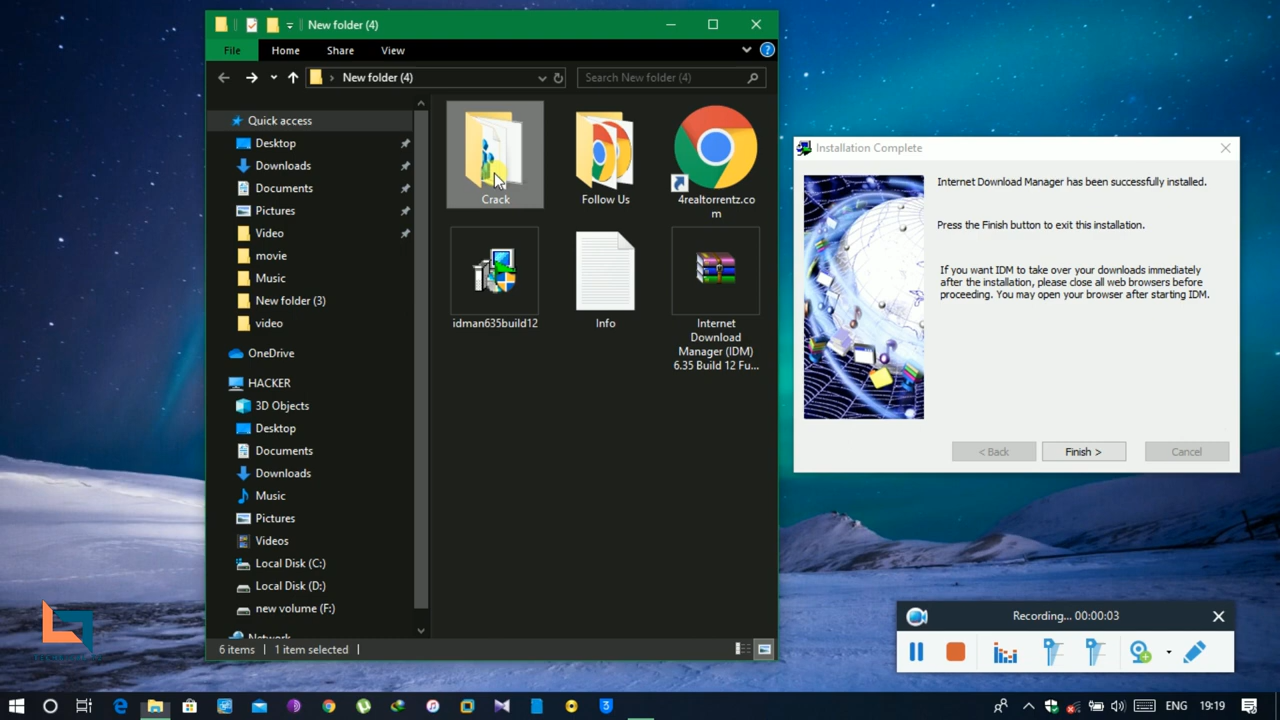 New folder (4)
File
Home
Share
View
New folder (4)
Search New folder (4)
Quick access
Desktop
Downloads
Documents
Pictures
Video
movie
Music
New folder (3)
video
OneDrive
HACKER
3D Objects
Desktop
Documents
Downloads
Music
Pictures
Videos
Local Disk (C:)
Local Disk (D:)
new volume (F:)
Network
Crack
Follow Us
4realtorrentz.co
m
idman635build12
Info
Internet
Download
Manager (IDM)
6.35 Build 12 Fu...
6 items
1 item selected
Installation Complete
Internet Download Manager has been successfully installed.
Press the Finish button to exit this installation.
If you want IDM to take over your downloads immediately
after the installation, please close all web browsers before
proceeding. You may open your browser after starting IDM.
< Back
Finish >
Cancel
Recording... 00:00:03
ENG
19:19